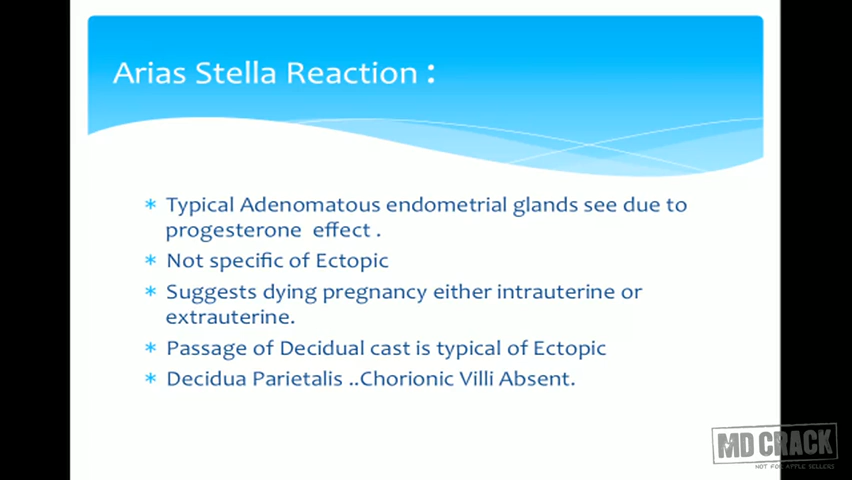 Arias Stella Reaction :
* Typical Adenomatous endometrial glands see due to
progesterone effect .
* Not specific of Ectopic
* Suggests dying pregnancy either intrauterine or
extrauterine.
* Passage of Decidual cast is typical of Ectopic
* Decidua Parietalis ..Chorionic Villi Absent.
MD CRACK
NOT FOR APPLE SELLERS